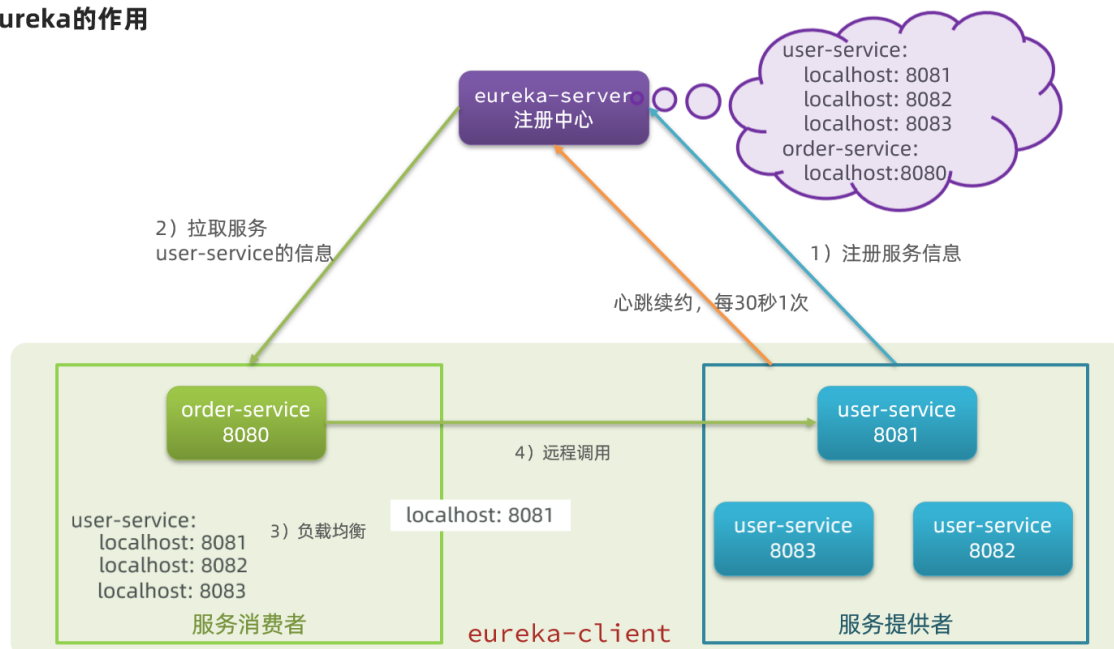 ureka的作用
eureka-server
注册中心
user-service:
localhost: 8081
localhost: 8082
localhost: 8083
order-service:
localhost:8080
2）拉取服务
user-service的信息
1）注册服务信息
心跳续约，每30秒1次
order-service
8080
user-service
8081
4）远程调用
user-service:
localhost: 8081
localhost: 8082
localhost: 8083
3）负载均衡
localhost: 8081
user-service
8083
user-service
8082
服务消费者
eureka-client
服务提供者